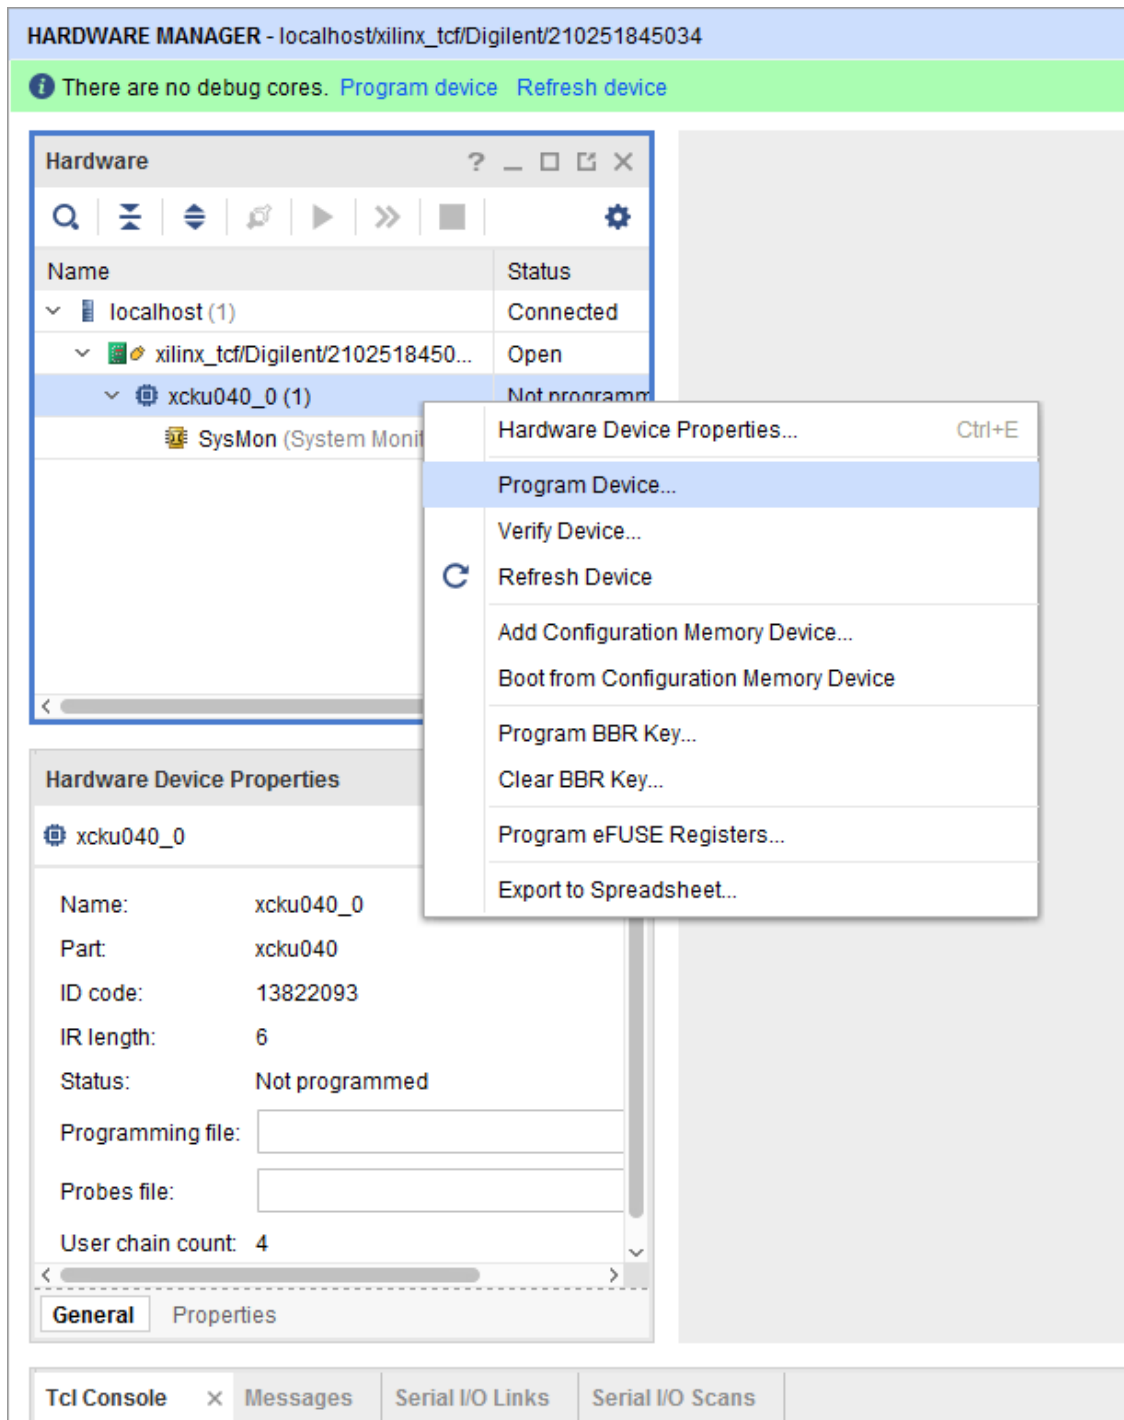 HARDWARE MANAGER - localhost/xilinx_tcf/Digilent/210251845034
There are no debug cores. Program device Refresh device
Hardware ?
Name Status
localhost (1) Connected
xilinx_tcf/Digilent/2102518450... Open
xcku040_0 (1) Not programm
SysMon (System Monit
Hardware Device Properties... Ctrl+E
Program Device...
Verify Device...
Refresh Device
Add Configuration Memory Device...
Boot from Configuration Memory Device
Program BBR Key...
Clear BBR Key...
Program eFUSE Registers...
Export to Spreadsheet...
Hardware Device Properties
xcku040_0
Name: xcku040_0
Part: xcku040
ID code: 13822093
IR length: 6
Status: Not programmed
Programming file:
Probes file:
User chain count: 4
General Properties
Tcl Console Messages Serial I/O Links Serial I/O Scans